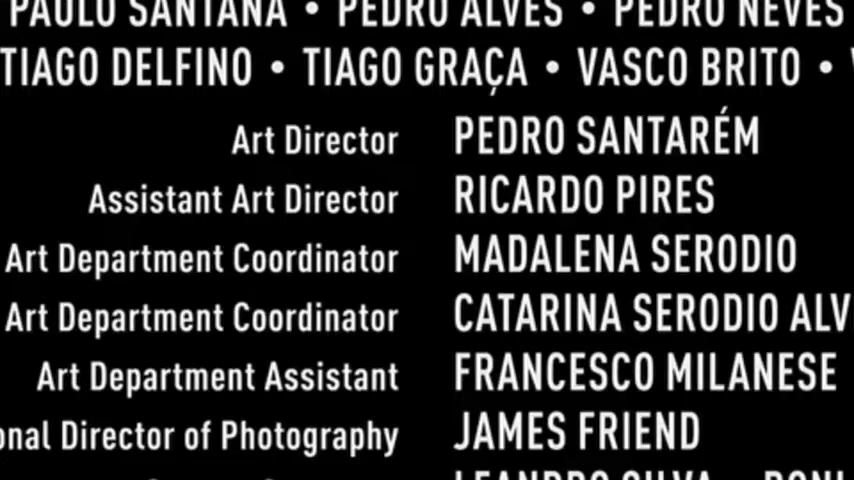 PAULO SANTANA • PEDRO ALVES • PEDRO NEVES
TIAGO DELFINO • TIAGO GRAÇA • VASCO BRITO •
Art Director PEDRO SANTARÉM
Assistant Art Director RICARDO PIRES
Art Department Coordinator MADALENA SERODIO
Art Department Coordinator CATARINA SERODIO ALV
Art Department Assistant FRANCESCO MILANESE
onal Director of Photography JAMES FRIEND
LEANDRO SILVA